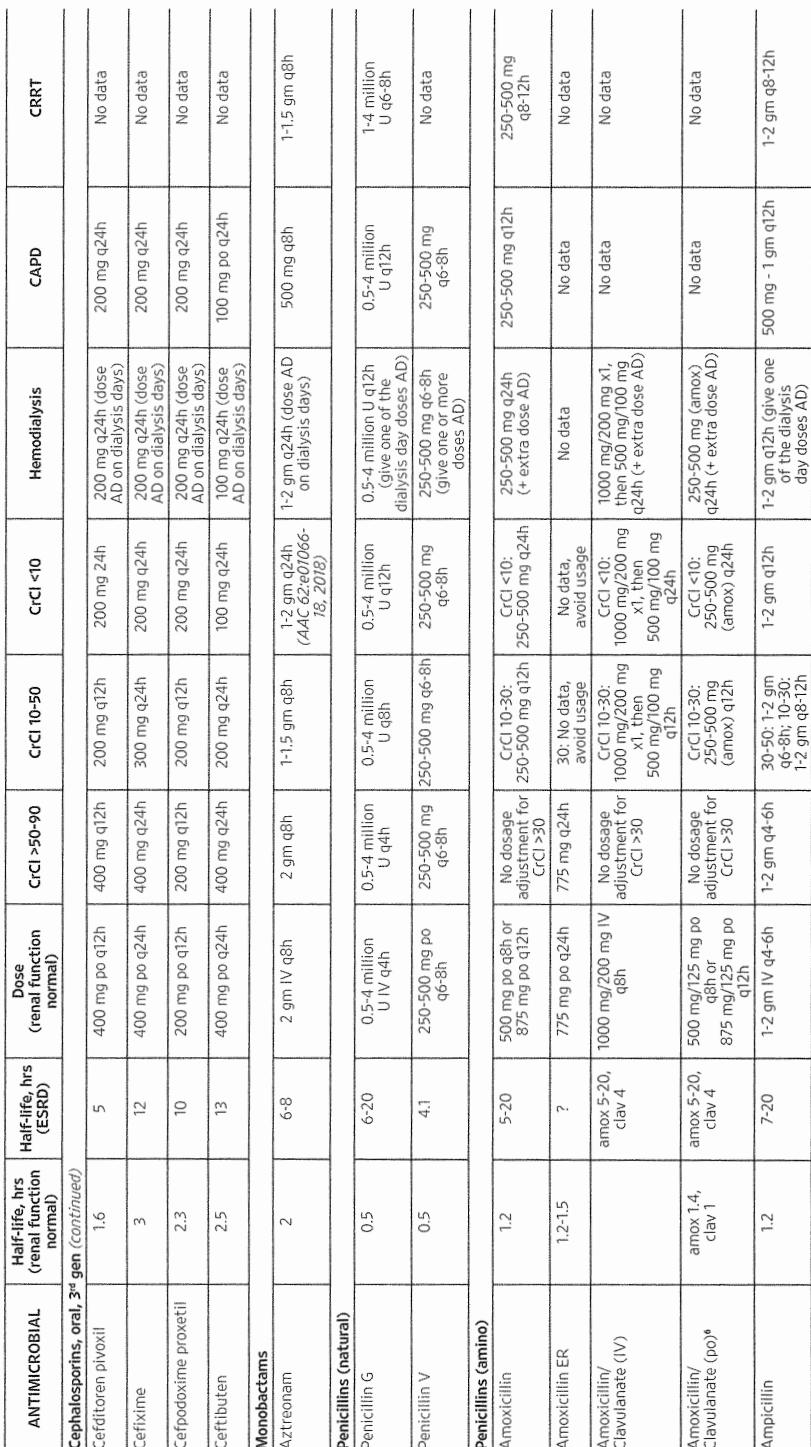 ANTIMICROBIAL
Half-life, hrs
(renal function
normal)
Half-life, hrs
(ESRD)
Dose
(renal function
normal)
CrCl >50-90
CrCl 10-50
CrCl <10
Hemodialysis
CAPD
CRRT
Cephalosporins, oral, 3rd gen (continued)
Cefditoren pivoxil
1.6
5
400 mg po q12h
400 mg q12h
200 mg q12h
200 mg 24h
200 mg q24h (dose
AD on dialysis days)
200 mg q24h
No data
Cefixime
3
12
400 mg po q24h
400 mg q24h
300 mg q24h
200 mg q24h
200 mg q24h (dose
AD on dialysis days)
200 mg q24h
No data
Cefpodoxime proxetil
2.3
10
200 mg po q12h
200 mg q12h
200 mg q12h
200 mg q24h
200 mg q24h (dose
AD on dialysis days)
200 mg q24h
No data
Ceftibuten
2.5
13
400 mg po q24h
400 mg q24h
200 mg q24h
100 mg q24h
100 mg q24h (dose
AD on dialysis days)
100 mg po q24h
No data
Monobactams
Aztreonam
2
6-8
2 gm IV q8h
2 gm q8h
1-1.5 gm q8h
1-2 gm q24h
(AAC 62:e01066-
18, 2018)
1-2 gm q24h (dose AD
on dialysis days)
500 mg q8h
1-1.5 gm q8h
Penicillins (natural)
Penicillin G
0.5
6-20
0.5-4 million
U IV q4h
0.5-4 million
U q4h
0.5-4 million
U q8h
0.5-4 million
U q12h
0.5-4 million U q12h
(give one of the
dialysis day doses AD)
0.5-4 million
U q12h
1-4 million
U q6-8h
Penicillin V
0.5
4.1
250-500 mg po
q6-8h
250-500 mg
q6-8h
250-500 mg q6-8h
250-500 mg
q6-8h
250-500 mg q6-8h
(give one or more
doses AD)
250-500 mg
q6-8h
No data
Penicillins (amino)
Amoxicillin
1.2
5-20
500 mg po q8h or
875 mg po q12h
No dosage
adjustment for
CrCl >30
CrCl 10-30:
250-500 mg q12h
CrCl <10:
250-500 mg q24h
250-500 mg q24h
(+ extra dose AD)
250-500 mg q12h
250-500 mg
q8-12h
Amoxicillin ER
1.2-1.5
?
775 mg po q24h
775 mg q24h
30: No data,
avoid usage
No data,
avoid usage
No data
No data
No data
Amoxicillin/
Clavulanate (IV)
amox 5-20,
clav 4
1000 mg/200 mg IV
q8h
No dosage
adjustment for
CrCl >30
CrCl 10-30:
1000 mg/200 mg
x1, then
500 mg/100 mg
q12h
CrCl <10:
1000 mg/200 mg
x1, then
500 mg/100 mg
q24h
1000 mg/200 mg x1,
then 500 mg/100 mg
q24h (+ extra dose AD)
No data
No data
Amoxicillin/
Clavulanate (po)⁶
amox 1.4,
clav 1
amox 5-20,
clav 4
500 mg/125 mg po
q8h or
875 mg/125 mg po
q12h
No dosage
adjustment for
CrCl >30
CrCl 10-30:
250-500 mg
(amox) q12h
CrCl <10:
250-500 mg
(amox) q24h
250-500 mg (amox)
q24h (+ extra dose AD)
No data
No data
Ampicillin
1.2
7-20
1-2 gm IV q4-6h
1-2 gm q4-6h
30-50: 1-2 gm
q6-8h; 10-30:
1-2 gm q8-12h
1-2 gm q12h
1-2 gm q12h (give one
of the dialysis
day doses AD)
500 mg - 1 gm q12h
1-2 gm q8-12h